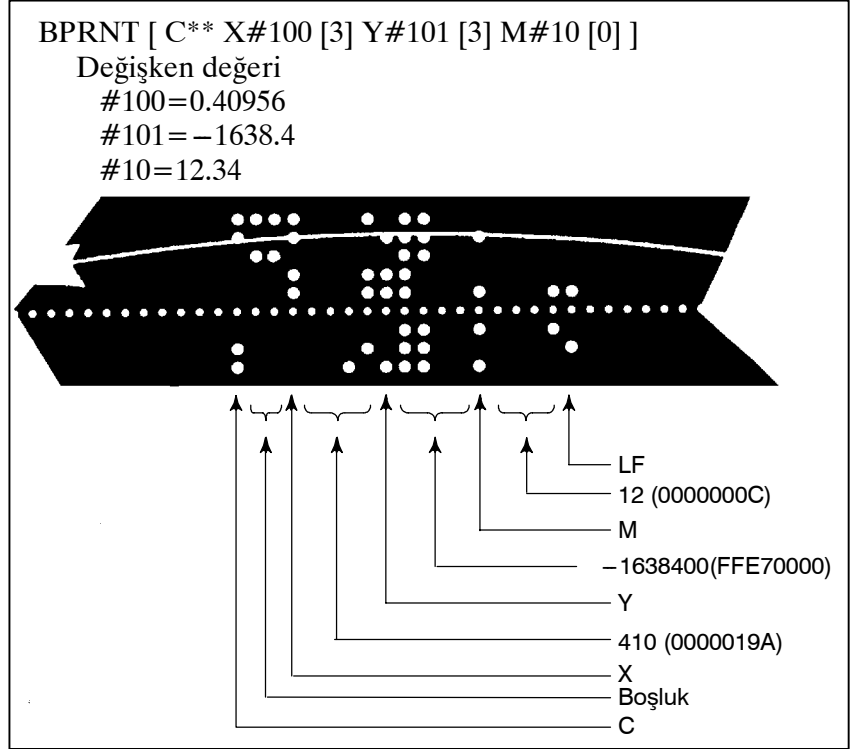 BPRNT [ C** X#100 [3] Y#101 [3] M#10 [0] ]
Değişken değeri
#100=0.40956
#101=−1638.4
#10=12.34
LF
12 (0000000C)
M
−1638400(FFE70000)
Y
410 (0000019A)
X
Boşluk
C